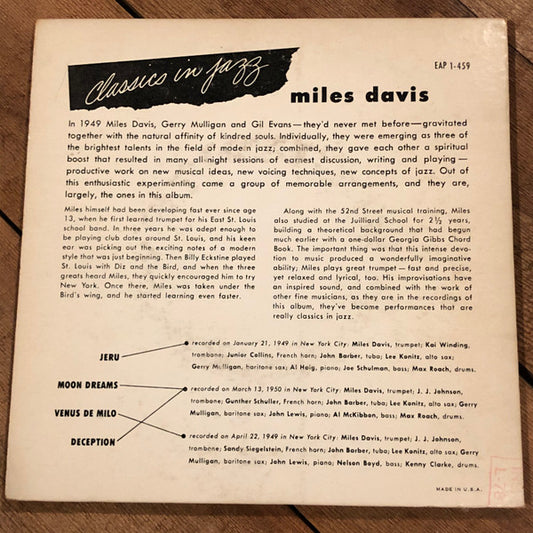 classics in jazz
EAP 1-459
miles davis
In 1949 Miles Davis, Gerry Mulligan and Gil Evans—they'd never met before—gravitated
together with the natural affinity of kindred souls. Individually, they were emerging as three of
the brightest talents in the field of modern jazz; combined, they gave each other a spiritual
boost that resulted in many all-night sessions of earnest discussion, writing and playing—
productive work on new musical ideas, new voicing techniques, new concepts of jazz. Out of
this enthusiastic experimenting came a group of memorable arrangements, and they are,
largely, the ones in this album.
Miles himself had been developing fast ever since age
13, when he first learned trumpet for his East St. Louis
school band. In three years he was adept enough to
be playing club dates around St. Louis, and his keen
ear was picking out the exciting notes of a modern
style that was just beginning. Then Billy Eckstine played
St. Louis with Diz and the Bird, and when the three
greats heard Miles, they quickly encouraged him to try
New York. Once there, Miles was taken under the
Bird's wing, and he started learning even faster.
Along with the 52nd Street musical training, Miles
also studied at the Juilliard School for 2½ years,
building a theoretical background that had begun
much earlier with a one-dollar Georgia Gibbs Chord
Book. The important thing was that this intense devo-
tion to music produced a wonderfully imaginative
ability. Miles plays great trumpet — fast and precise,
yet relaxed and lyrical, too. His improvisations have
an inspired sound, and combined with the work of
other fine musicians, as they are in the recordings of
this album, they've become performances that are
really classics in jazz.
JERU
recorded on January 21, 1949 in New York City: Miles Davis, trumpet; Kai Winding,
trombone; Junior Collins, French horn; John Barber, tuba; Lee Konitz, alto sax;
Gerry Mulligan, baritone sax; Al Haig, piano; Joe Schulman, bass; Max Roach, drums.
MOON DREAMS
recorded on March 13, 1950 in New York City: Miles Davis, trumpet; J. J. Johnson,
trombone; Gunther Schuller, French horn; John Barber, tuba; Lee Konitz, alto sax; Gerry
Mulligan, baritone sax; John Lewis, piano; Al McKibbon, bass; Max Roach, drums.
VENUS DE MILO
DECEPTION
recorded on April 22, 1949 in New York City: Miles Davis, trumpet; J. J. Johnson,
trombone; Sandy Siegelstein, French horn; John Barber, tuba; Lee Konitz, alto sax; Gerry
Mulligan, baritone sax; John Lewis, piano; Nelson Boyd, bass; Kenny Clarke, drums.
MADE IN U.S.A.